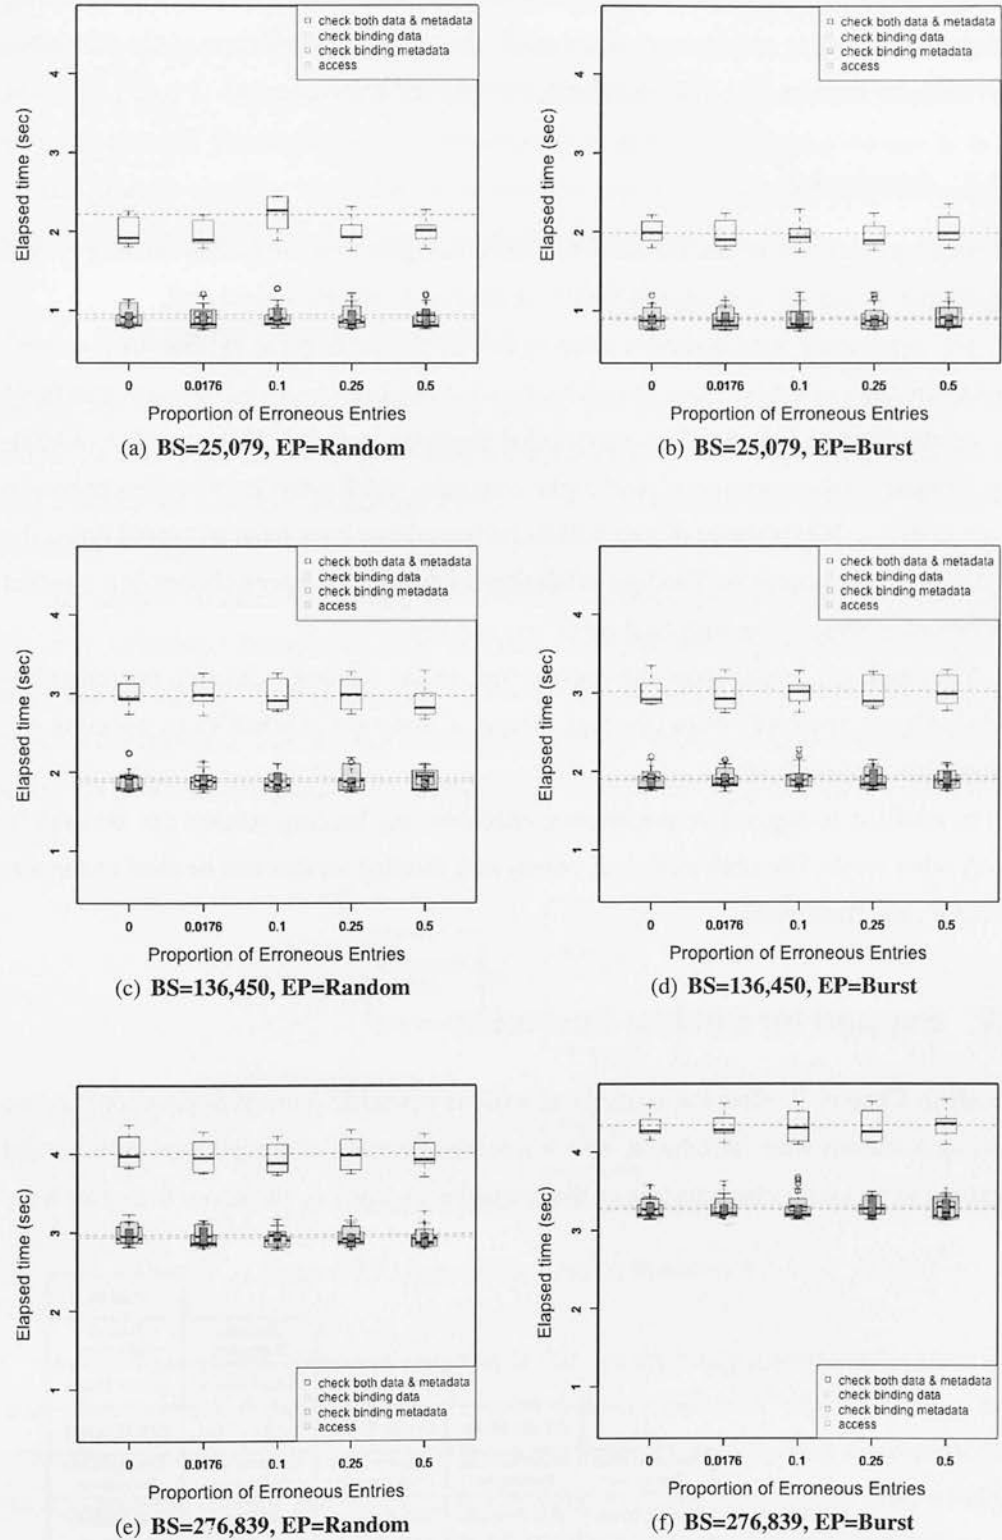 check both data & metadata
check binding data
check binding metadata
access
Elapsed time (sec)
4
3
2
1
0 0.0176 0.1 0.25 0.5
Proportion of Erroneous Entries
(a) BS=25,079, EP=Random
check both data & metadata
check binding data
check binding metadata
access
Elapsed time (sec)
4
3
2
1
0 0.0176 0.1 0.25 0.5
Proportion of Erroneous Entries
(b) BS=25,079, EP=Burst
check both data & metadata
check binding data
check binding metadata
access
Elapsed time (sec)
4
3
2
1
0 0.0176 0.1 0.25 0.5
Proportion of Erroneous Entries
(c) BS=136,450, EP=Random
check both data & metadata
check binding data
check binding metadata
access
Elapsed time (sec)
4
3
2
1
0 0.0176 0.1 0.25 0.5
Proportion of Erroneous Entries
(d) BS=136,450, EP=Burst
Elapsed time (sec)
4
3
2
1
check both data & metadata
check binding data
check binding metadata
access
0 0.0176 0.1 0.25 0.5
Proportion of Erroneous Entries
(e) BS=276,839, EP=Random
Elapsed time (sec)
4
3
2
1
check both data & metadata
check binding data
check binding metadata
access
0 0.0176 0.1 0.25 0.5
Proportion of Erroneous Entries
(f) BS=276,839, EP=Burst